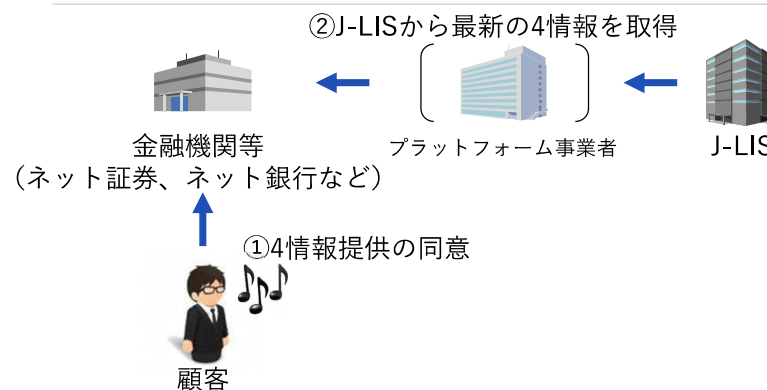 ②J-LISから最新の4情報を取得
金融機関等
(ネット証券、ネット銀行など)
プラットフォーム事業者
J-LIS
①4情報提供の同意
顧客